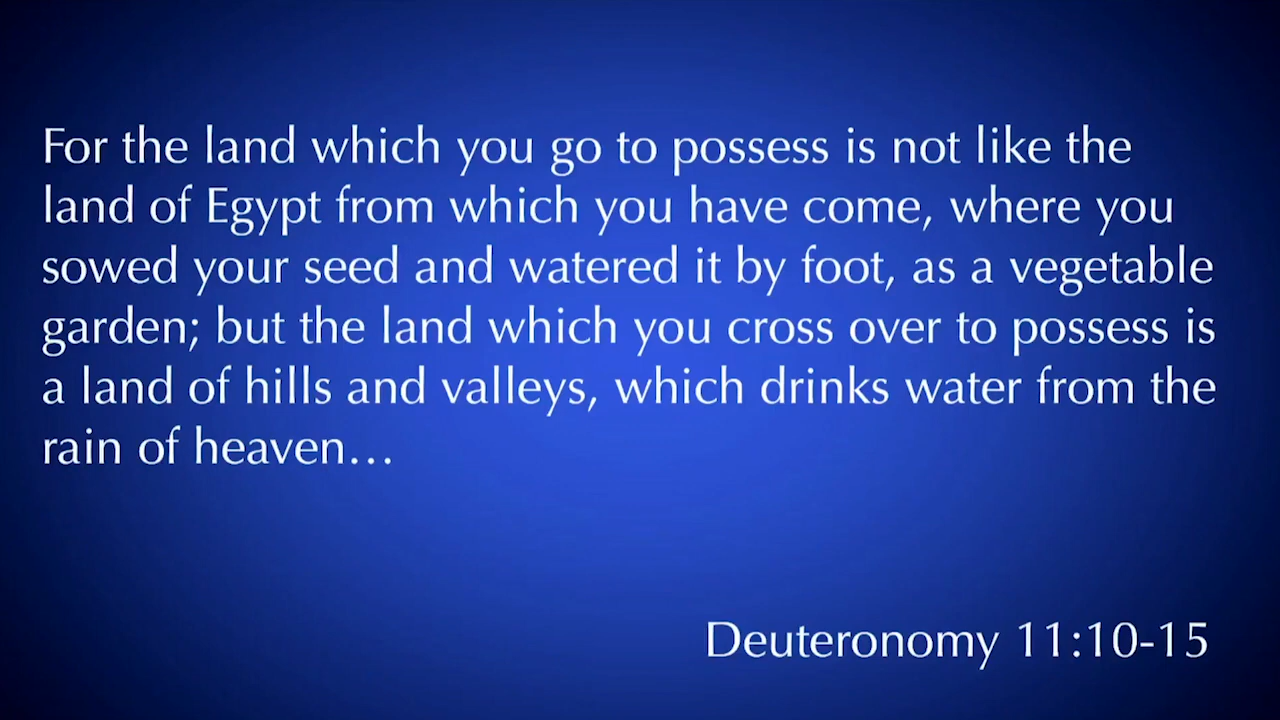 For the land which you go to possess is not like the
land of Egypt from which you have come, where you
sowed your seed and watered it by foot, as a vegetable
garden; but the land which you cross over to possess is
a land of hills and valleys, which drinks water from the
rain of heaven…
Deuteronomy 11:10-15